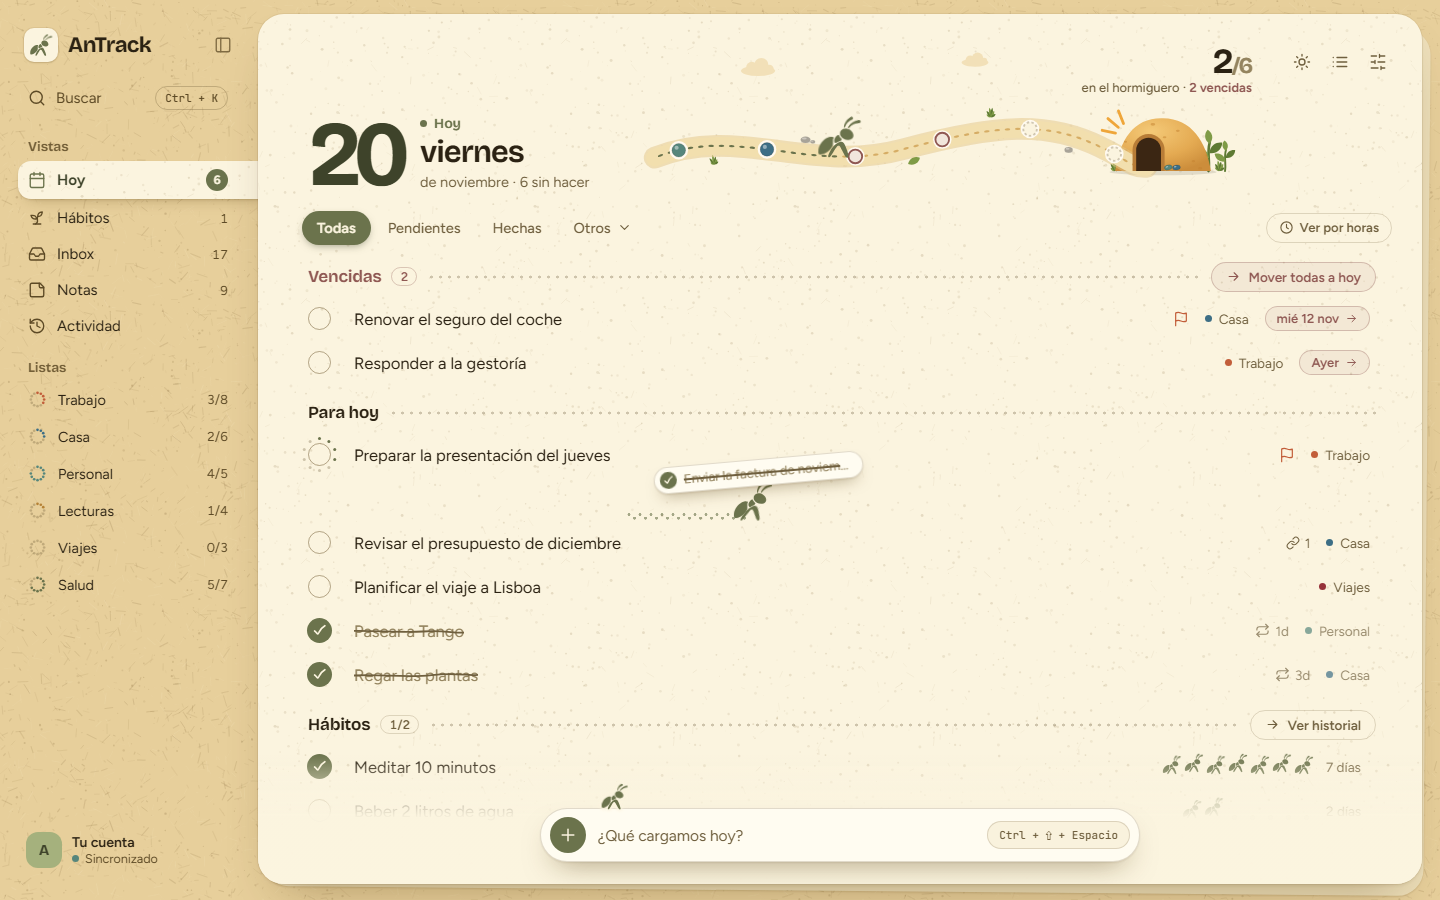 AnTrack
Buscar
Ctrl + K
Vistas
Hoy
6
Hábitos
1
Inbox
17
Notas
9
Actividad
Listas
Trabajo
3/8
Casa
2/6
Personal
4/5
Lecturas
1/4
Viajes
0/3
Salud
5/7
A
Tu cuenta
Sincronizado
2/6
en el hormiguero · 2 vencidas
20
Hoy
viernes
de noviembre · 6 sin hacer
Todas
Pendientes
Hechas
Otros
Ver por horas
Vencidas
2
Mover todas a hoy
Renovar el seguro del coche
Casa
mié 12 nov
Responder a la gestoría
Trabajo
Ayer
Para hoy
Preparar la presentación del jueves
Trabajo
Enviar la factura de noviem...
Revisar el presupuesto de diciembre
1
Casa
Planificar el viaje a Lisboa
Viajes
Pasear a Tango
1d
Personal
Regar las plantas
3d
Casa
Hábitos
1/2
Ver historial
Meditar 10 minutos
7 días
Beber 2 litros de agua
2 días
¿Qué cargamos hoy?
Ctrl + ⇧ + Espacio